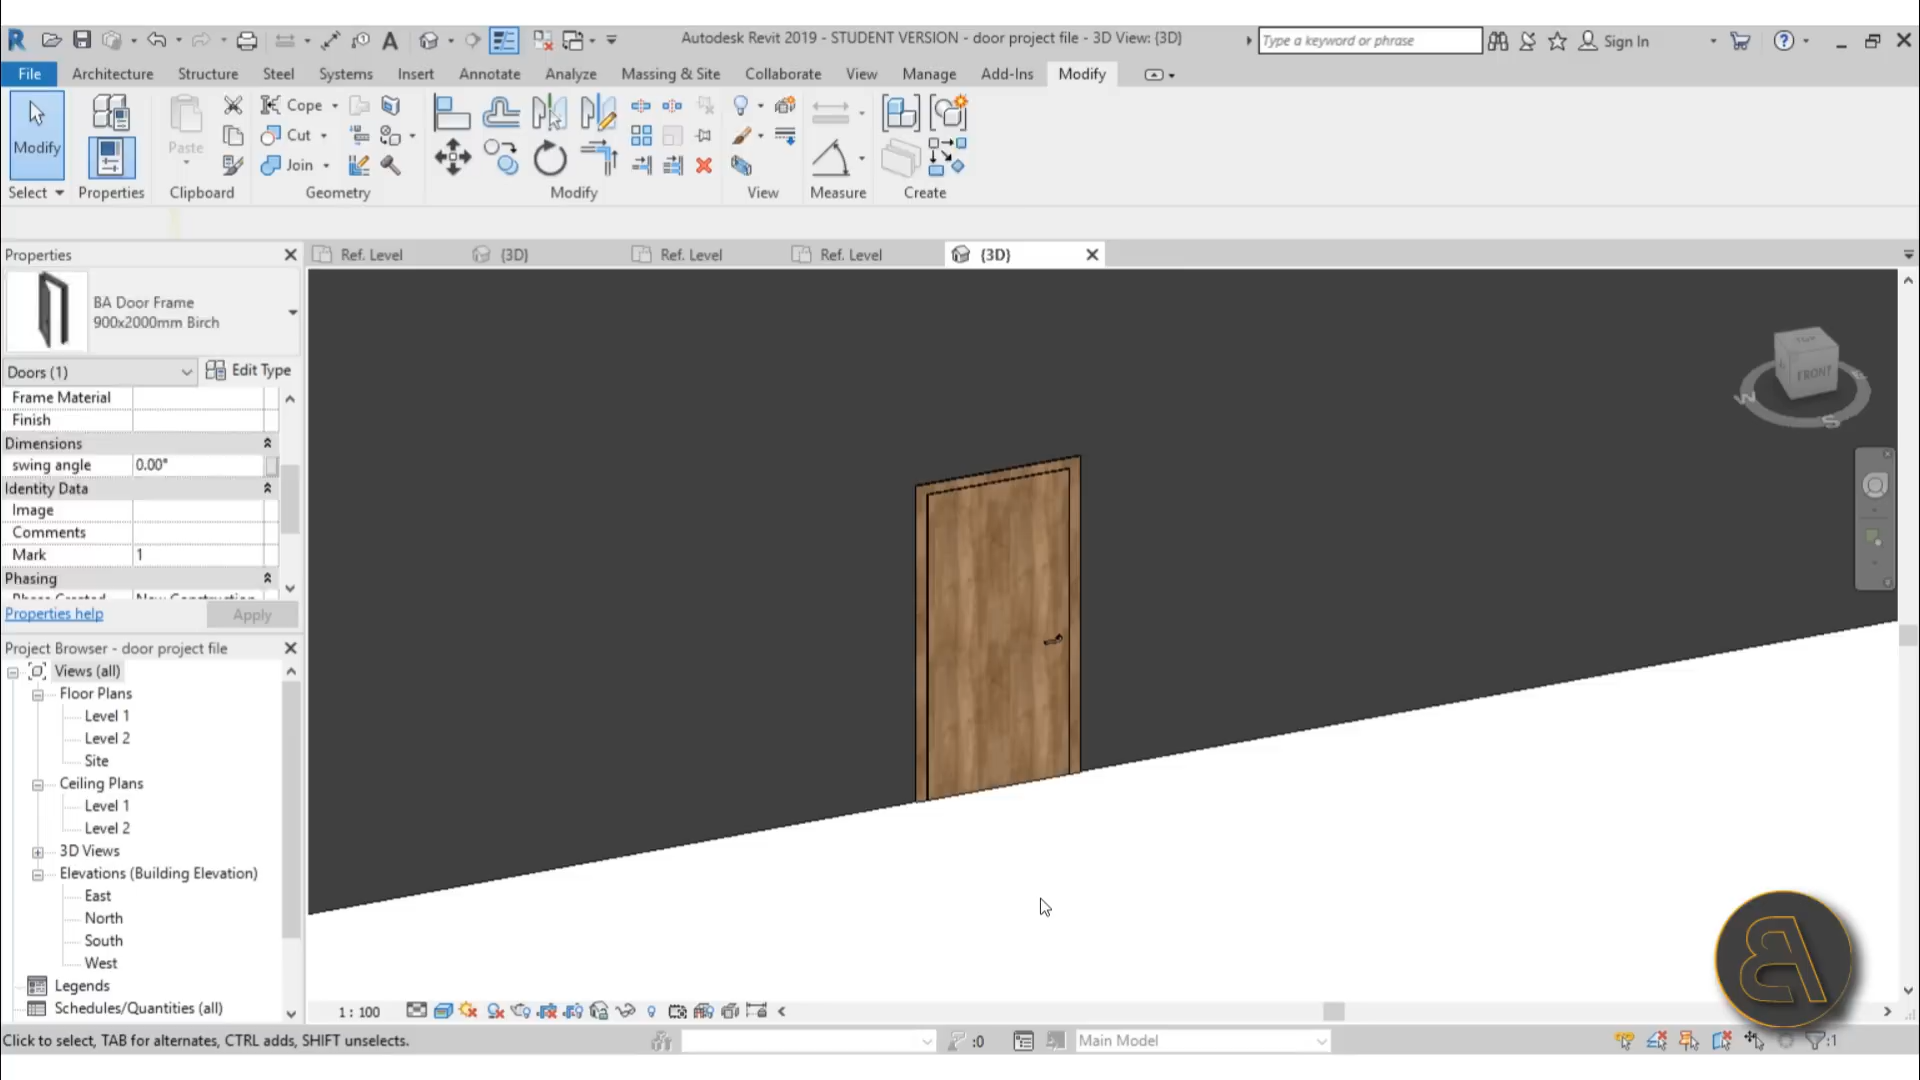 Autodesk Revit 2019 - STUDENT VERSION - door project file - 3D View: {3D}
Type a keyword or phrase
Sign In
File Architecture Structure Steel Systems Insert Annotate Analyze Massing & Site Collaborate View Manage Add-Ins Modify
Modify
Paste
Cope
Cut
Join
Select Properties Clipboard Geometry Modify View Measure Create
Properties
Ref. Level {3D} Ref. Level Ref. Level {3D}
BA Door Frame
900x2000mm Birch
Doors (1) Edit Type
Frame Material
Finish
Dimensions
swing angle 0.00°
Identity Data
Image
Comments
Mark 1
Phasing
Phase Created New Construction
Properties help Apply
TOP
FRONT
W
S
Project Browser - door project file
Views (all)
Floor Plans
Level 1
Level 2
Site
Ceiling Plans
Level 1
Level 2
3D Views
Elevations (Building Elevation)
East
North
South
West
Legends
Schedules/Quantities (all)
1 : 100
Click to select, TAB for alternates, CTRL adds, SHIFT unselects.
:0
Main Model
:1